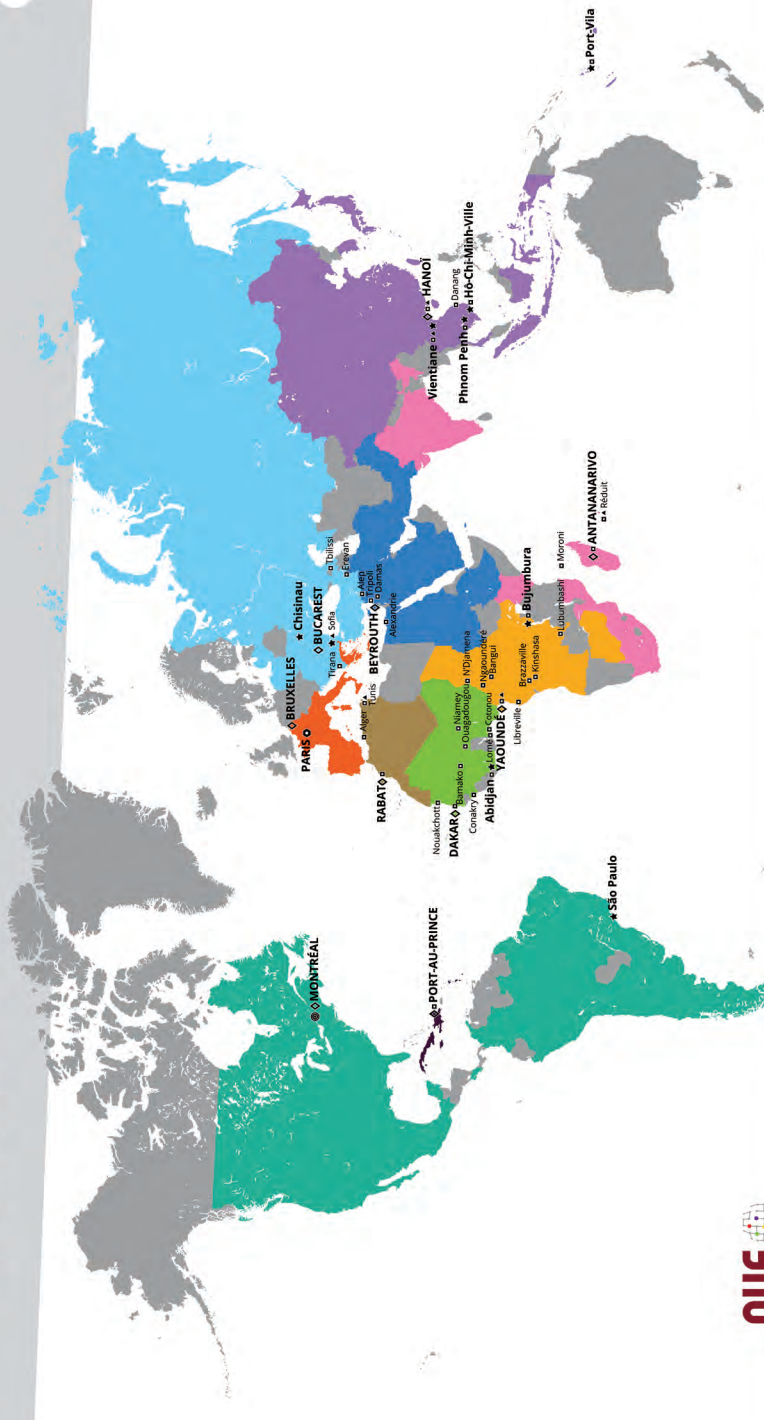 MONTRÉAL
PORT-AU-PRINCE
São Paulo
BRUXELLES
PARIS
Chisinau
BUCAREST
Sofia
Tirana
Tbilissi
Erevan
Alep
Tripoli
Damas
BEYROUTH
Alexandrie
Alger
Tunis
RABAT
Nouakchott
DAKAR
Bamako
Conakry
Abidjan
Niamey
Ouagadougou
Lomé
Cotonou
YAOUNDÉ
N'Djamena
Ngaoundéré
Bangui
Libreville
Brazzaville
Kinshasa
Bujumbura
Lubumbashi
Moroni
ANTANANARIVO
Réduit
Vientiane
HANOÏ
Danang
Phnom Penh
Hô-Chi-Minh-Ville
Port-Vila